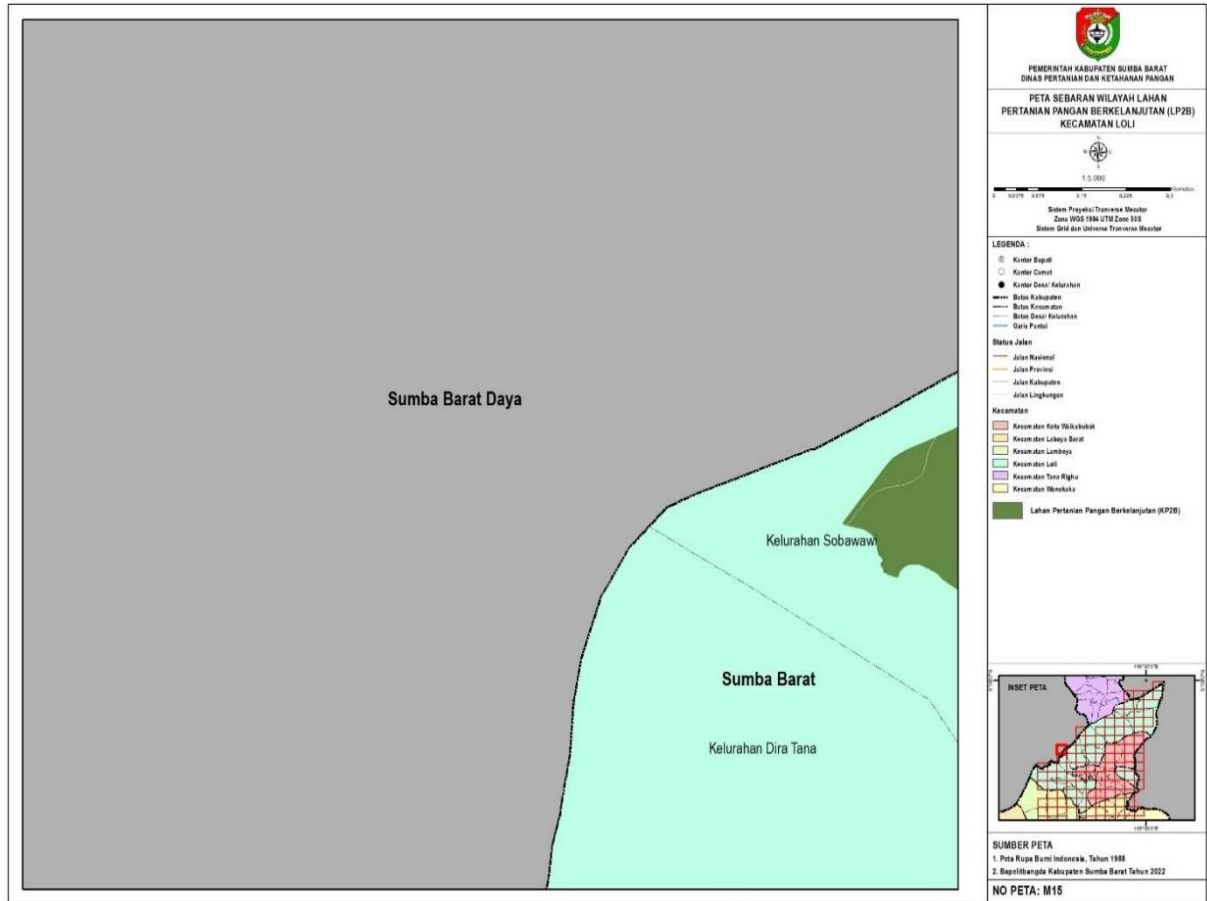 Sumba Barat Daya
Kelurahan Sobawawi
Sumba Barat
Kelurahan Dira Tana
PEMERINTAH KABUPATEN SUMBA BARAT
DINAS PERTANIAN DAN KETAHANAN PANGAN
PETA SEBARAN WILAYAH LAHAN
PERTANIAN PANGAN BERKELANJUTAN (LP2B)
KECAMATAN LOLI
1:5.000
Sistem Proyeksi Tranverse Mecator
Zona WGS 1984 UTM Zone 50S
Sistem Grid dan Universe Tranverse Mecator
LEGENDA :
Kantor Bupati
Kantor Camat
Kantor Desa/ Kelurahan
Batas Kabupaten
Batas Kecamatan
Batas Desa/ Kelurahan
Garis Pantai
Status Jalan
Jalan Nasional
Jalan Provinsi
Jalan Kabupaten
Jalan Lingkungan
Kecamatan
Kecamatan Kota Waikabubak
Kecamatan Laboya Barat
Kecamatan Lamboya
Kecamatan Loli
Kecamatan Tana Righu
Kecamatan Wanokaka
Lahan Pertanian Pangan Berkelanjutan (KP2B)
INSET PETA
SUMBER PETA
1. Peta Rupa Bumi Indonesia, Tahun 1988
2. Bapelitbangda Kabupaten Sumba Barat Tahun 2022
NO PETA: M15